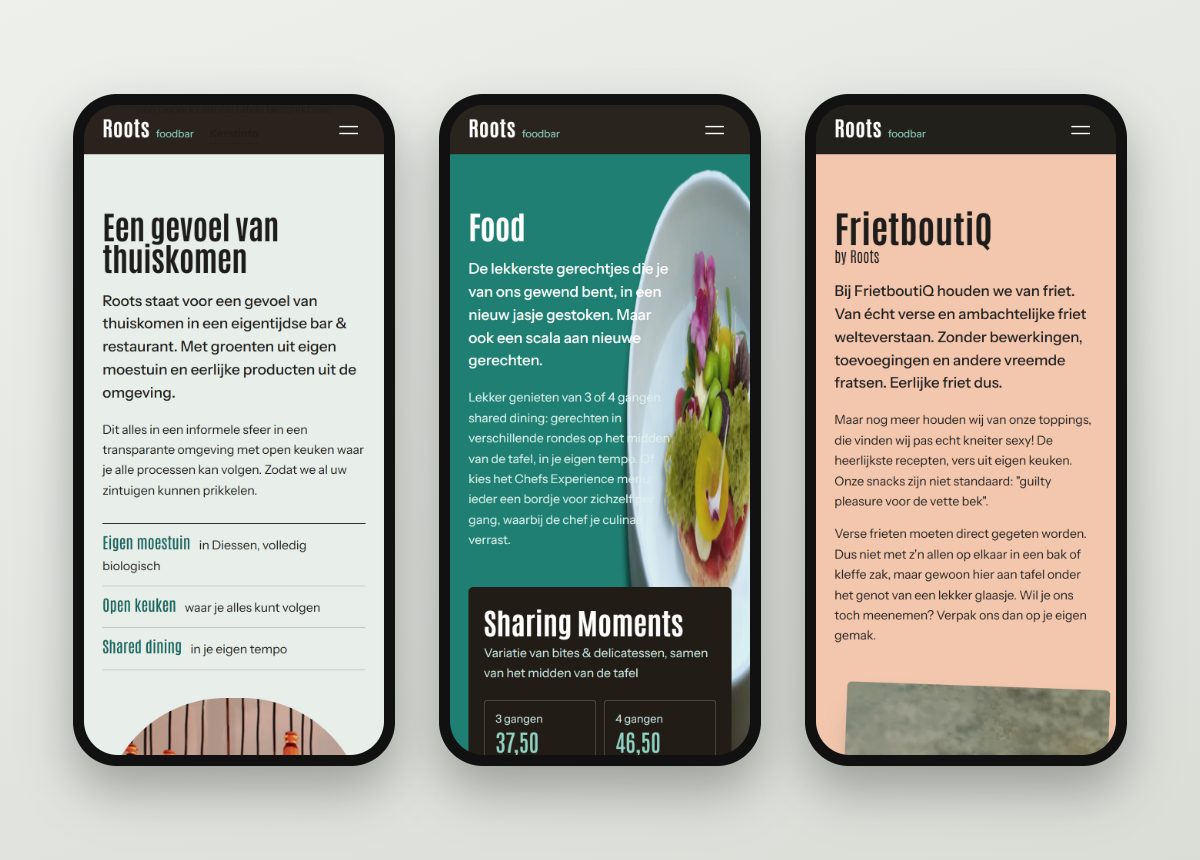 Roots foodbar
Kerstinfo
Een gevoel van
thuiskomen
Roots staat voor een gevoel van
thuiskomen in een eigentijdse bar &
restaurant. Met groenten uit eigen
moestuin en eerlijke producten uit de
omgeving.
Dit alles in een informele sfeer in een
transparante omgeving met open keuken waar
je alle processen kan volgen. Zodat we al uw
zintuigen kunnen prikkelen.
Eigen moestuin in Diessen, volledig
biologisch
Open keuken waar je alles kunt volgen
Shared dining in je eigen tempo
Roots foodbar
Food
De lekkerste gerechtjes die je
van ons gewend bent, in een
nieuw jasje gestoken. Maar
ook een scala aan nieuwe
gerechten.
Lekker genieten van 3 of 4 gangen
shared dining: gerechten in
verschillende rondes op het midden
van de tafel, in je eigen tempo. Of
kies het Chefs Experience menu,
ieder een bordje voor zichzelf per
gang, waarbij de chef je culinair
verrast.
Sharing Moments
Variatie van bites & delicatessen, samen
van het midden van de tafel
3 gangen
37,50
4 gangen
46,50
Roots foodbar
FrietboutiQ
by Roots
Bij FrietboutiQ houden we van friet.
Van écht verse en ambachtelijke friet
welteverstaan. Zonder bewerkingen,
toevoegingen en andere vreemde
fratsen. Eerlijke friet dus.
Maar nog meer houden wij van onze toppings,
die vinden wij pas echt kneiter sexy! De
heerlijkste recepten, vers uit eigen keuken.
Onze snacks zijn niet standaard: "guilty
pleasure voor de vette bek".
Verse frieten moeten direct gegeten worden.
Dus niet met z'n allen op elkaar in een bak of
kleffe zak, maar gewoon hier aan tafel onder
het genot van een lekker glaasje. Wil je ons
toch meenemen? Verpak ons dan op je eigen
gemak.